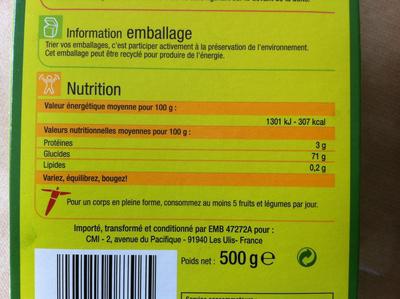 Information emballage
Trier vos emballages, c'est participer activement à la préservation de l'environnement.
Cet emballage peut être recyclé pour produire de l'énergie.
Nutrition
Valeur énergétique moyenne pour 100 g :
1301 kJ - 307 kcal
Valeurs nutritionnelles moyennes pour 100 g :
Protéines 3 g
Glucides 71 g
Lipides 0,2 g
Variez, équilibrez, bougez!
Pour un corps en pleine forme, consommez au moins 5 fruits et légumes par jour.
Importé, transformé et conditionné par EMB 47272A pour :
CMI - 2, avenue du Pacifique - 91940 Les Ulis- France
Poids net : 500 g e